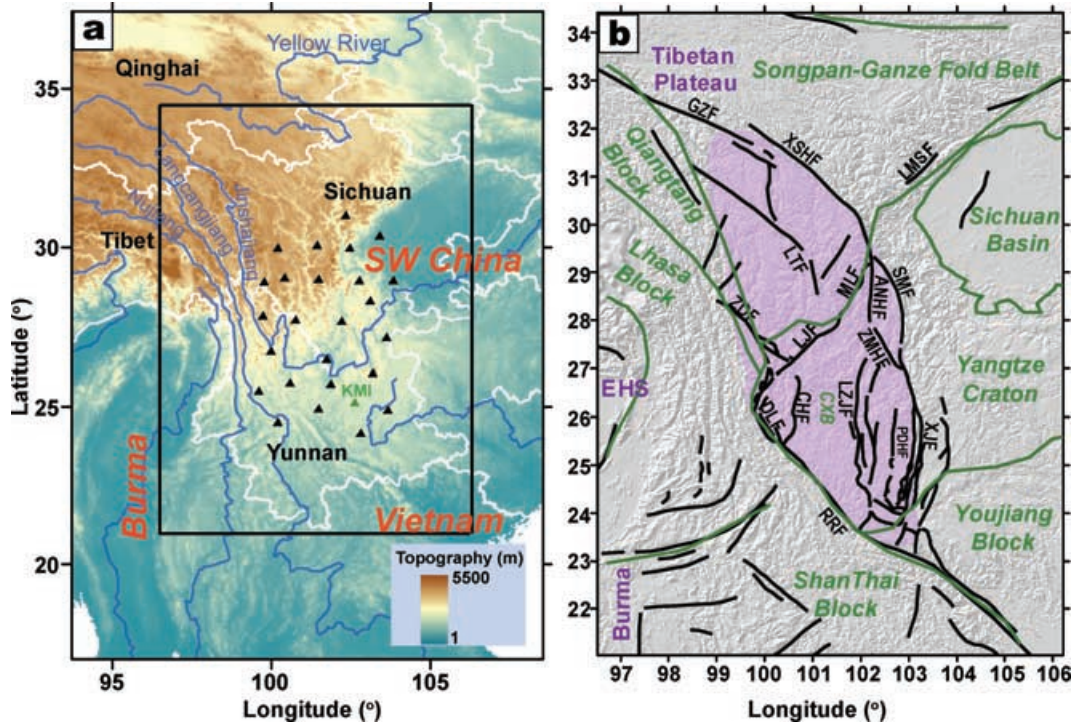 a
Yellow River
Qinghai
35°
Langcangjiang
Nujiang
Jinshajiang
Sichuan
Tibet
30°
SW China
Latitude (°)
KMI
25°
Yunnan
Burma
Vietnam
Topography (m)
5500
1
20°
95
100
105
Longitude (°)
b
34
33
32
31
30
29
28
27
26
25
24
23
22
Tibetan
Plateau
Songpan-Ganze Fold Belt
GZF
XSHF
LMSF
Qiangtang
Block
Sichuan
Basin
Lhasa
Block
LTF
MLF
ANHF
SMF
ZDF
LJF
ZMHF
Yangtze
Craton
EHS
DLF
CHF
CXB
LZJF
PDHF
XJF
RRF
Youjiang
Block
ShanThai
Block
Burma
97
98
99
100
101
102
103
104
105
106
Longitude (°)